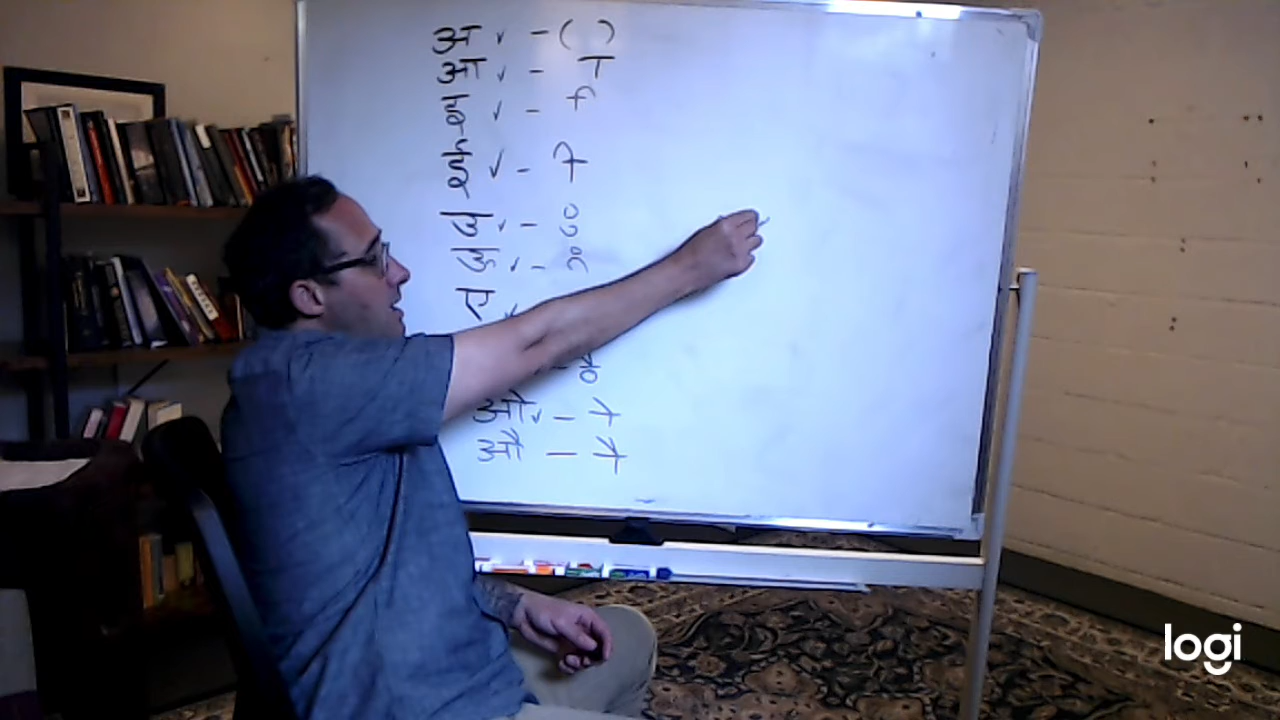 अ ✓ - ( )
आ ✓ - ा
इ ✓ - ि
ई ✓ - ी
उ ✓ - ु
ऊ ✓ - ू
ए ✓
ओ ✓ - ो
औ - ौ
logi